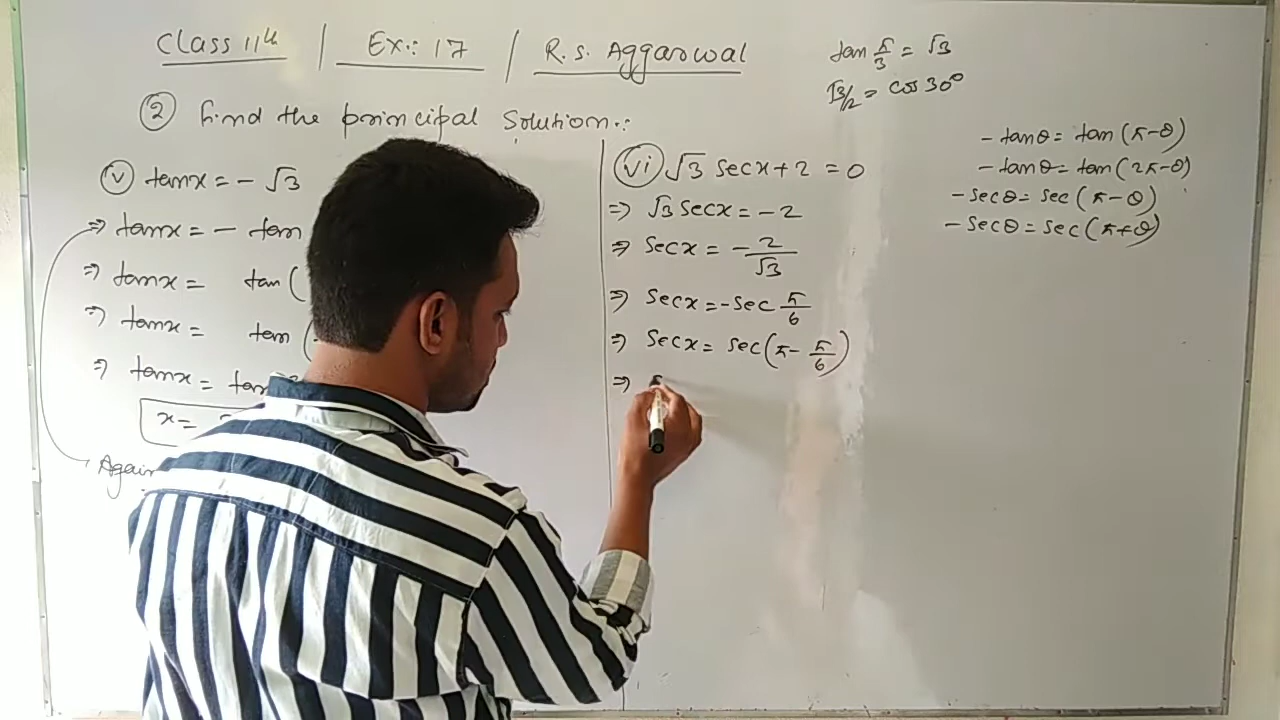 Class 11th / Ex.: 17 / R. S. Aggarwal
tan π/3 = √3
√3/2 = cos 30°
② Find the principal Solution.:
ⓥ tanx = - √3
⇒ tanx = - tan
⇒ tanx = tan (
⇒ tanx = tan (
⇒ tanx = tan
x =
Again
ⓥⓘ √3 secx + 2 = 0
⇒ √3 secx = -2
⇒ Secx = - 2/√3
⇒ Secx = -Sec π/6
⇒ Secx = sec(π - π/6)
⇒
- tanθ = tan (π-θ)
- tanθ = tan (2π-θ)
- secθ = sec (π-θ)
- secθ = sec (π+θ)